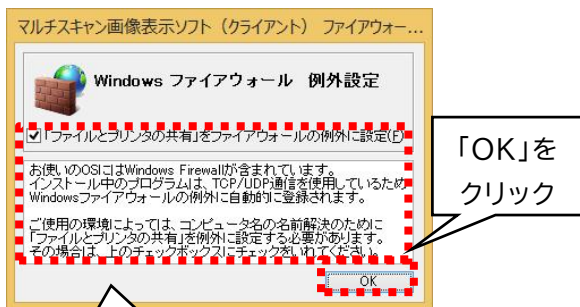 マルチスキャン画像表示ソフト（クライアント） ファイアウォー...
Windows ファイアウォール 例外設定
「ファイルとプリンタの共有」をファイアウォールの例外に設定(F)
お使いのOSにはWindows Firewallが含まれています。
インストール中のプログラムは、TCP/UDP通信を使用しているため
Windowsファイアウォールの例外に自動的に登録されます。
ご使用の環境によっては、コンピュータ名の名前解決のために
「ファイルとプリンタの共有」を例外に設定する必要があります。
その場合は、上のチェックボックスにチェックをいれてください。
OK
「OK」を
クリック